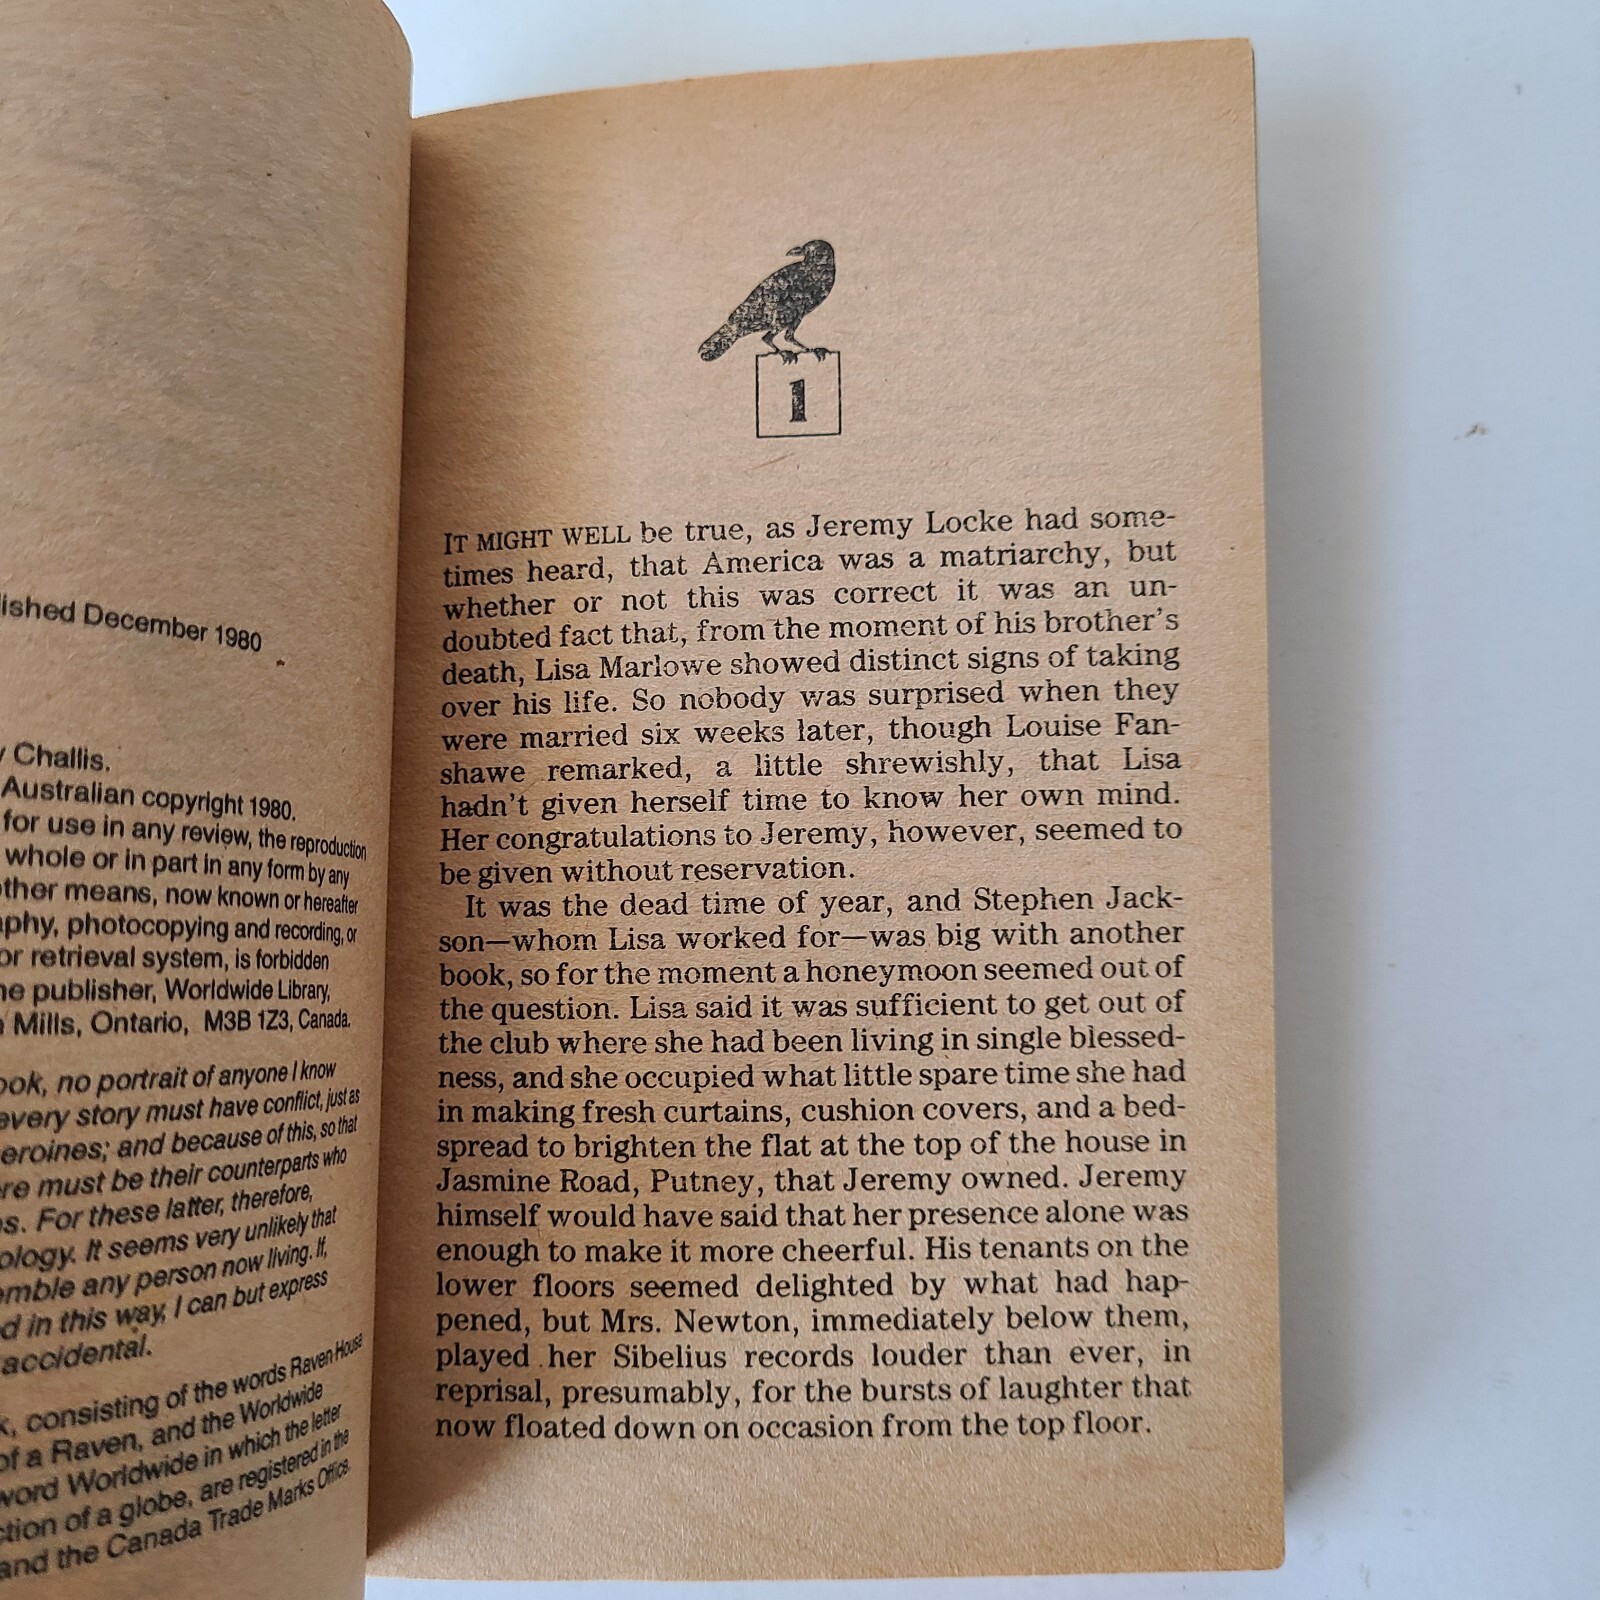 lished December 1980
Challis.
Australian copyright 1980.
for use in any review, the reproduction
whole or in part in any form by any
other means, now known or hereafter
photocopying and recording, or
or retrieval system, is forbidden
publisher, Worldwide Library,
Mills, Ontario, M3B 1Z3, Canada.
ook, no portrait of anyone I know
every story must have conflict, just as
eroines; and because of this, so that
re must be their counterparts who
s. For these latter, therefore,
ology. It seems very unlikely that
emble any person now living. If,
d in this way, I can but express
accidental.
k, consisting of the words Raven House
of a Raven, and the Worldwide
word Worldwide in which the letter
ction of a globe, are registered in the
and the Canada Trade Marks Office.
1
IT MIGHT WELL be true, as Jeremy Locke had some-
times heard, that America was a matriarchy, but
whether or not this was correct it was an un-
doubted fact that, from the moment of his brother's
death, Lisa Marlowe showed distinct signs of taking
over his life. So nobody was surprised when they
were married six weeks later, though Louise Fan-
shawe remarked, a little shrewishly, that Lisa
hadn't given herself time to know her own mind.
Her congratulations to Jeremy, however, seemed to
be given without reservation.
It was the dead time of year, and Stephen Jack-
son—whom Lisa worked for—was big with another
book, so for the moment a honeymoon seemed out of
the question. Lisa said it was sufficient to get out of
the club where she had been living in single blessed-
ness, and she occupied what little spare time she had
in making fresh curtains, cushion covers, and a bed-
spread to brighten the flat at the top of the house in
Jasmine Road, Putney, that Jeremy owned. Jeremy
himself would have said that her presence alone was
enough to make it more cheerful. His tenants on the
lower floors seemed delighted by what had hap-
pened, but Mrs. Newton, immediately below them,
played her Sibelius records louder than ever, in
reprisal, presumably, for the bursts of laughter that
now floated down on occasion from the top floor.